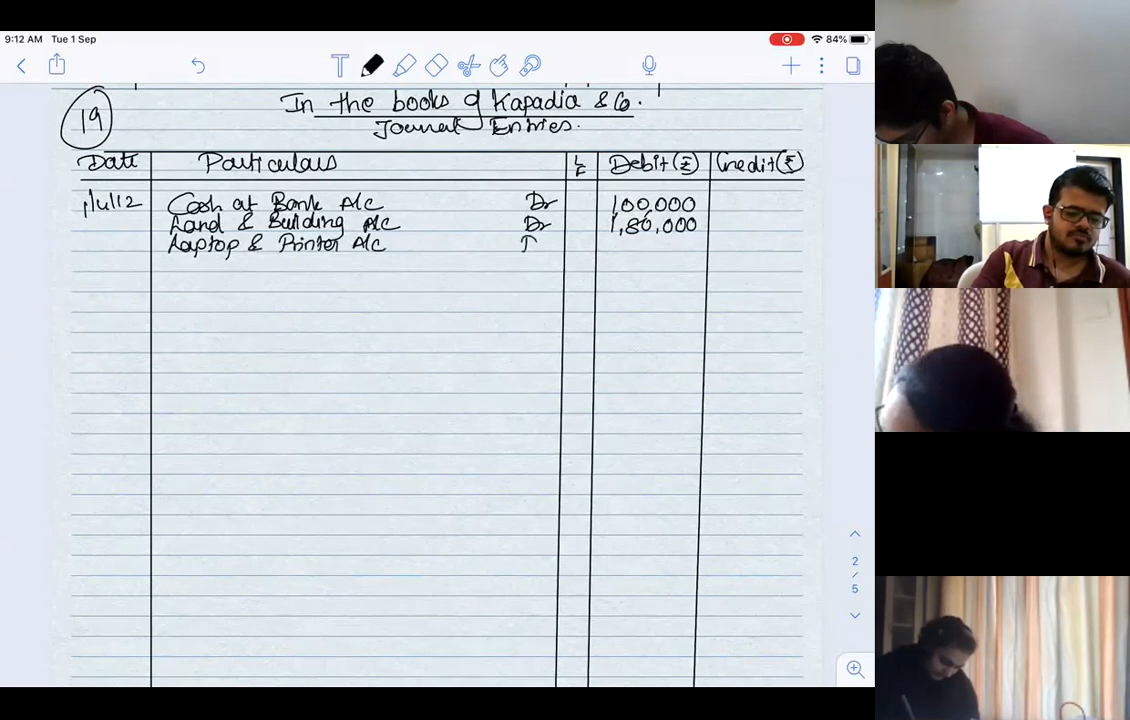 9:12 AM Tue 1 Sep
84%
19
In the books of Kapadia & Co.
Journal Entries.
Date Particulars LF Debit (₹) Credit (₹)
1/4/12 Cash at Bank A/c Dr 100,000
Land & Building A/c Dr 1,80,000
Laptop & Printer A/c
2
/
5